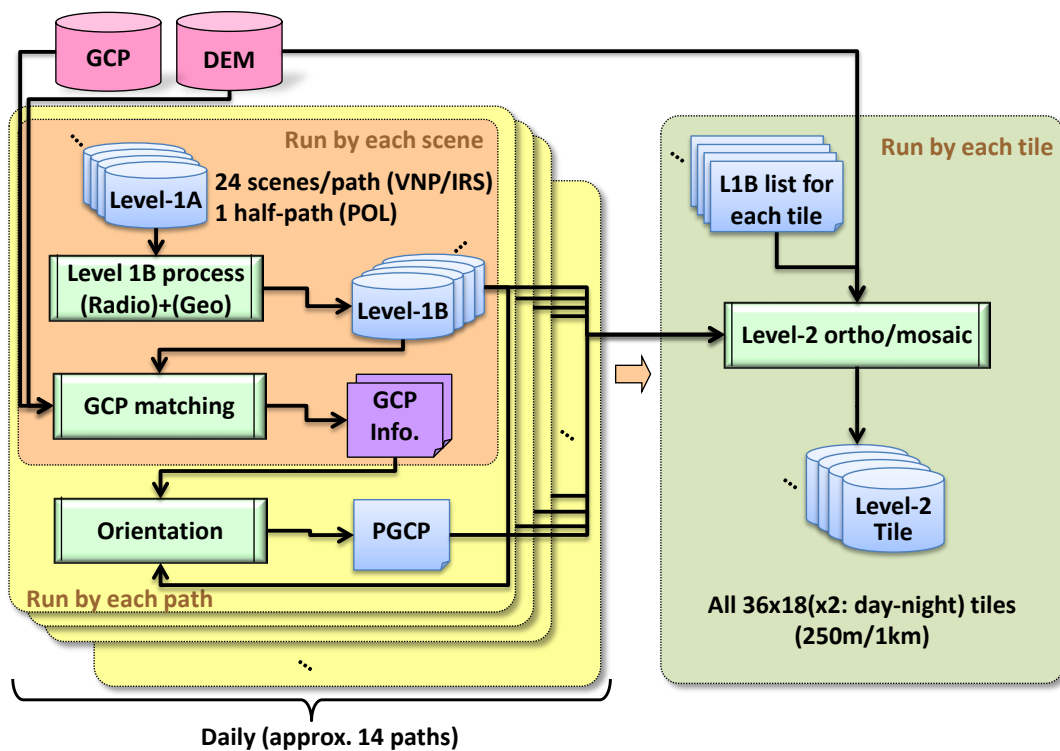 GCP
DEM
Run by each scene
Level-1A
24 scenes/path (VNP/IRS)
1 half-path (POL)
Level 1B process
(Radio)+(Geo)
Level-1B
GCP matching
GCP
Info.
Orientation
PGCP
Run by each path
Daily (approx. 14 paths)
Run by each tile
L1B list for
each tile
Level-2 ortho/mosaic
Level-2
Tile
All 36x18(x2: day-night) tiles
(250m/1km)